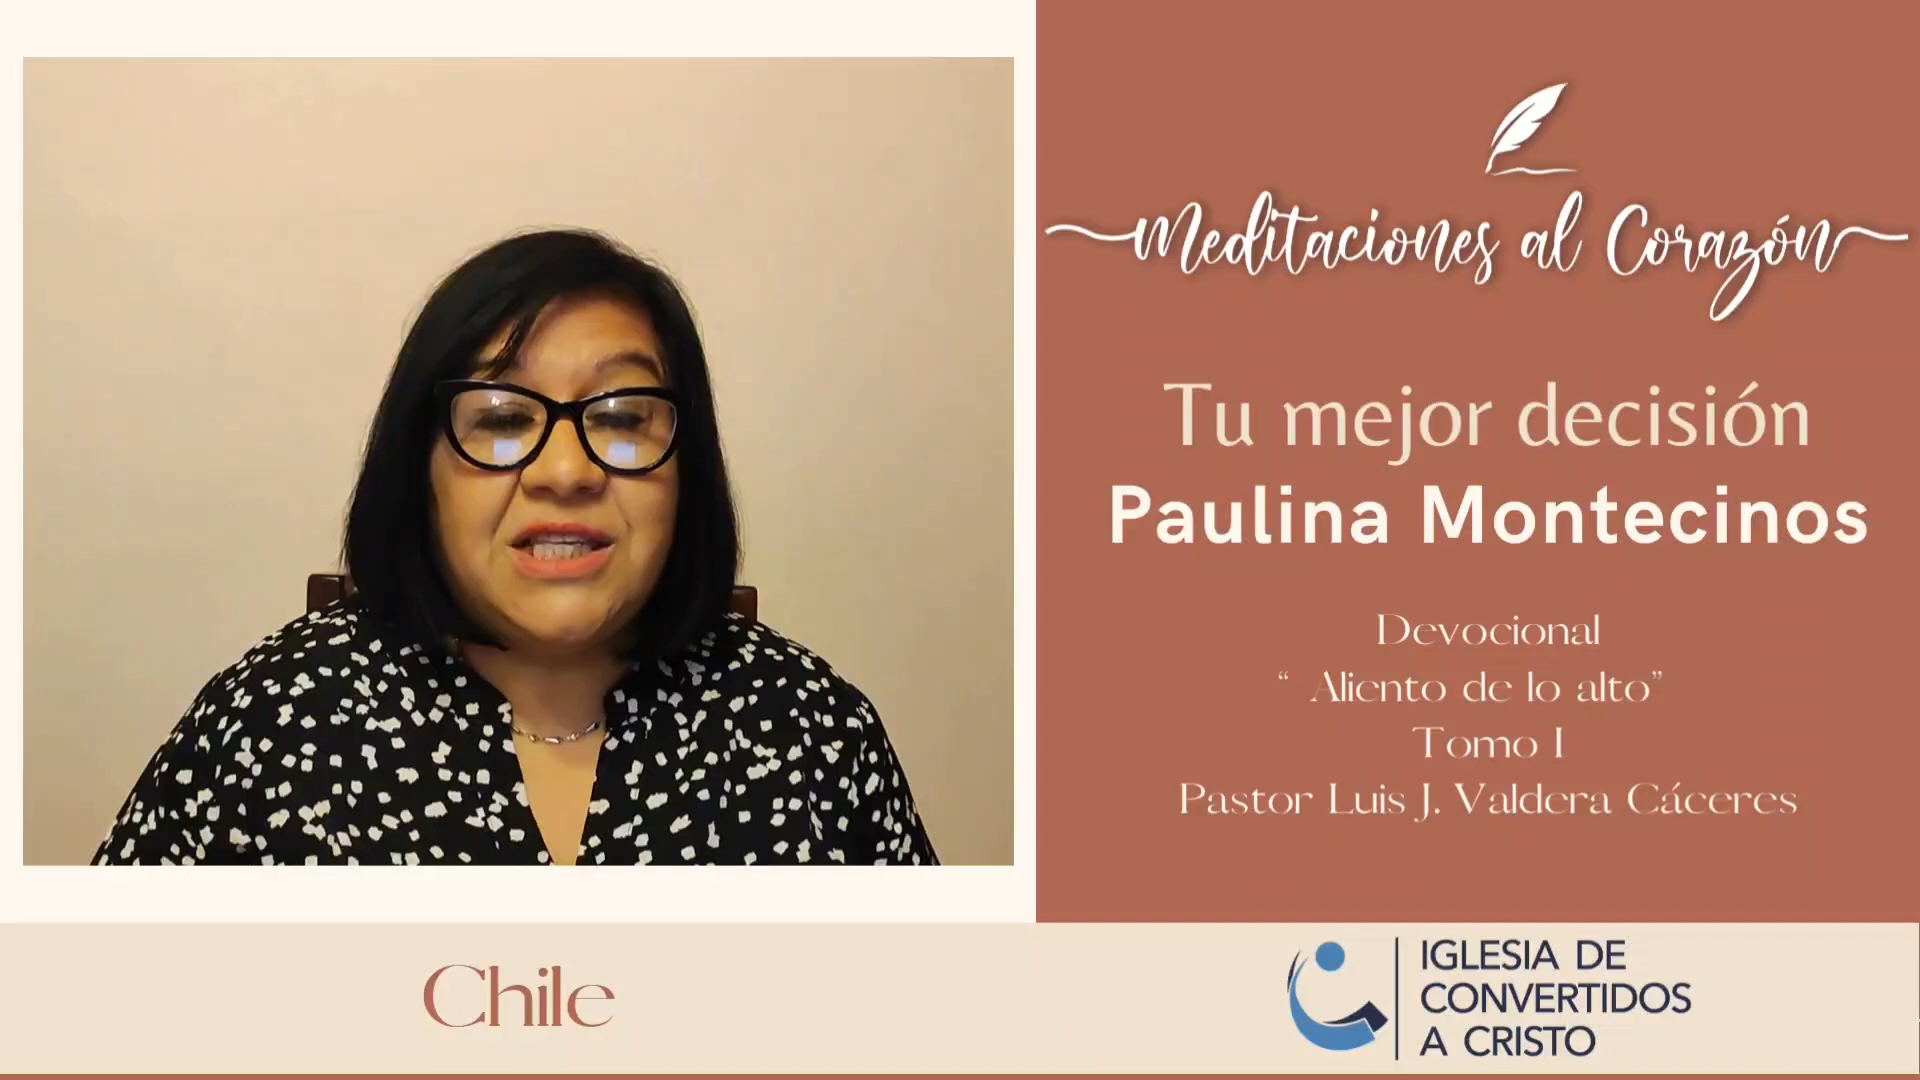 Meditaciones al Corazón
Tu mejor decisión
Paulina Montecinos
Devocional
“ Aliento de lo alto”
Tomo I
Pastor Luis J. Valdera Cáceres
Chile
IGLESIA DE
CONVERTIDOS
A CRISTO